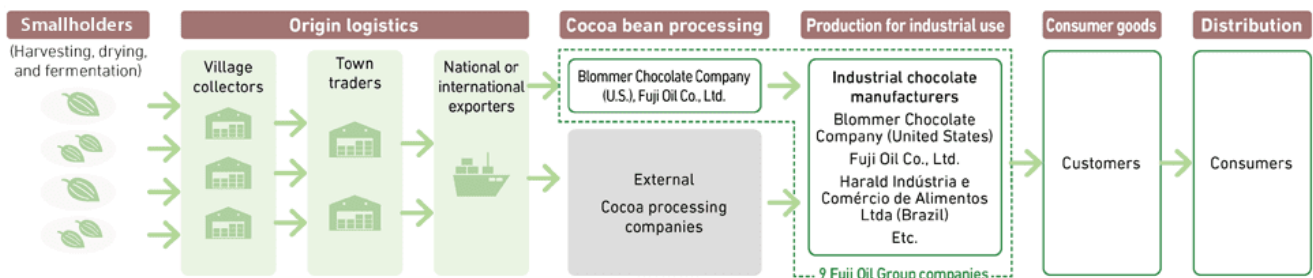 Smallholders
(Harvesting, drying,
and fermentation)
Origin logistics
Village
collectors
Town
traders
National or
international
exporters
Cocoa bean processing
Blommer Chocolate Company
(U.S.), Fuji Oil Co., Ltd.
External
Cocoa processing
companies
Production for industrial use
Industrial chocolate
manufacturers
Blommer Chocolate
Company (United States)
Fuji Oil Co., Ltd.
Harald Indústria e
Comércio de Alimentos
Ltda (Brazil)
Etc.
9 Fuji Oil Group companies
Consumer goods
Customers
Distribution
Consumers